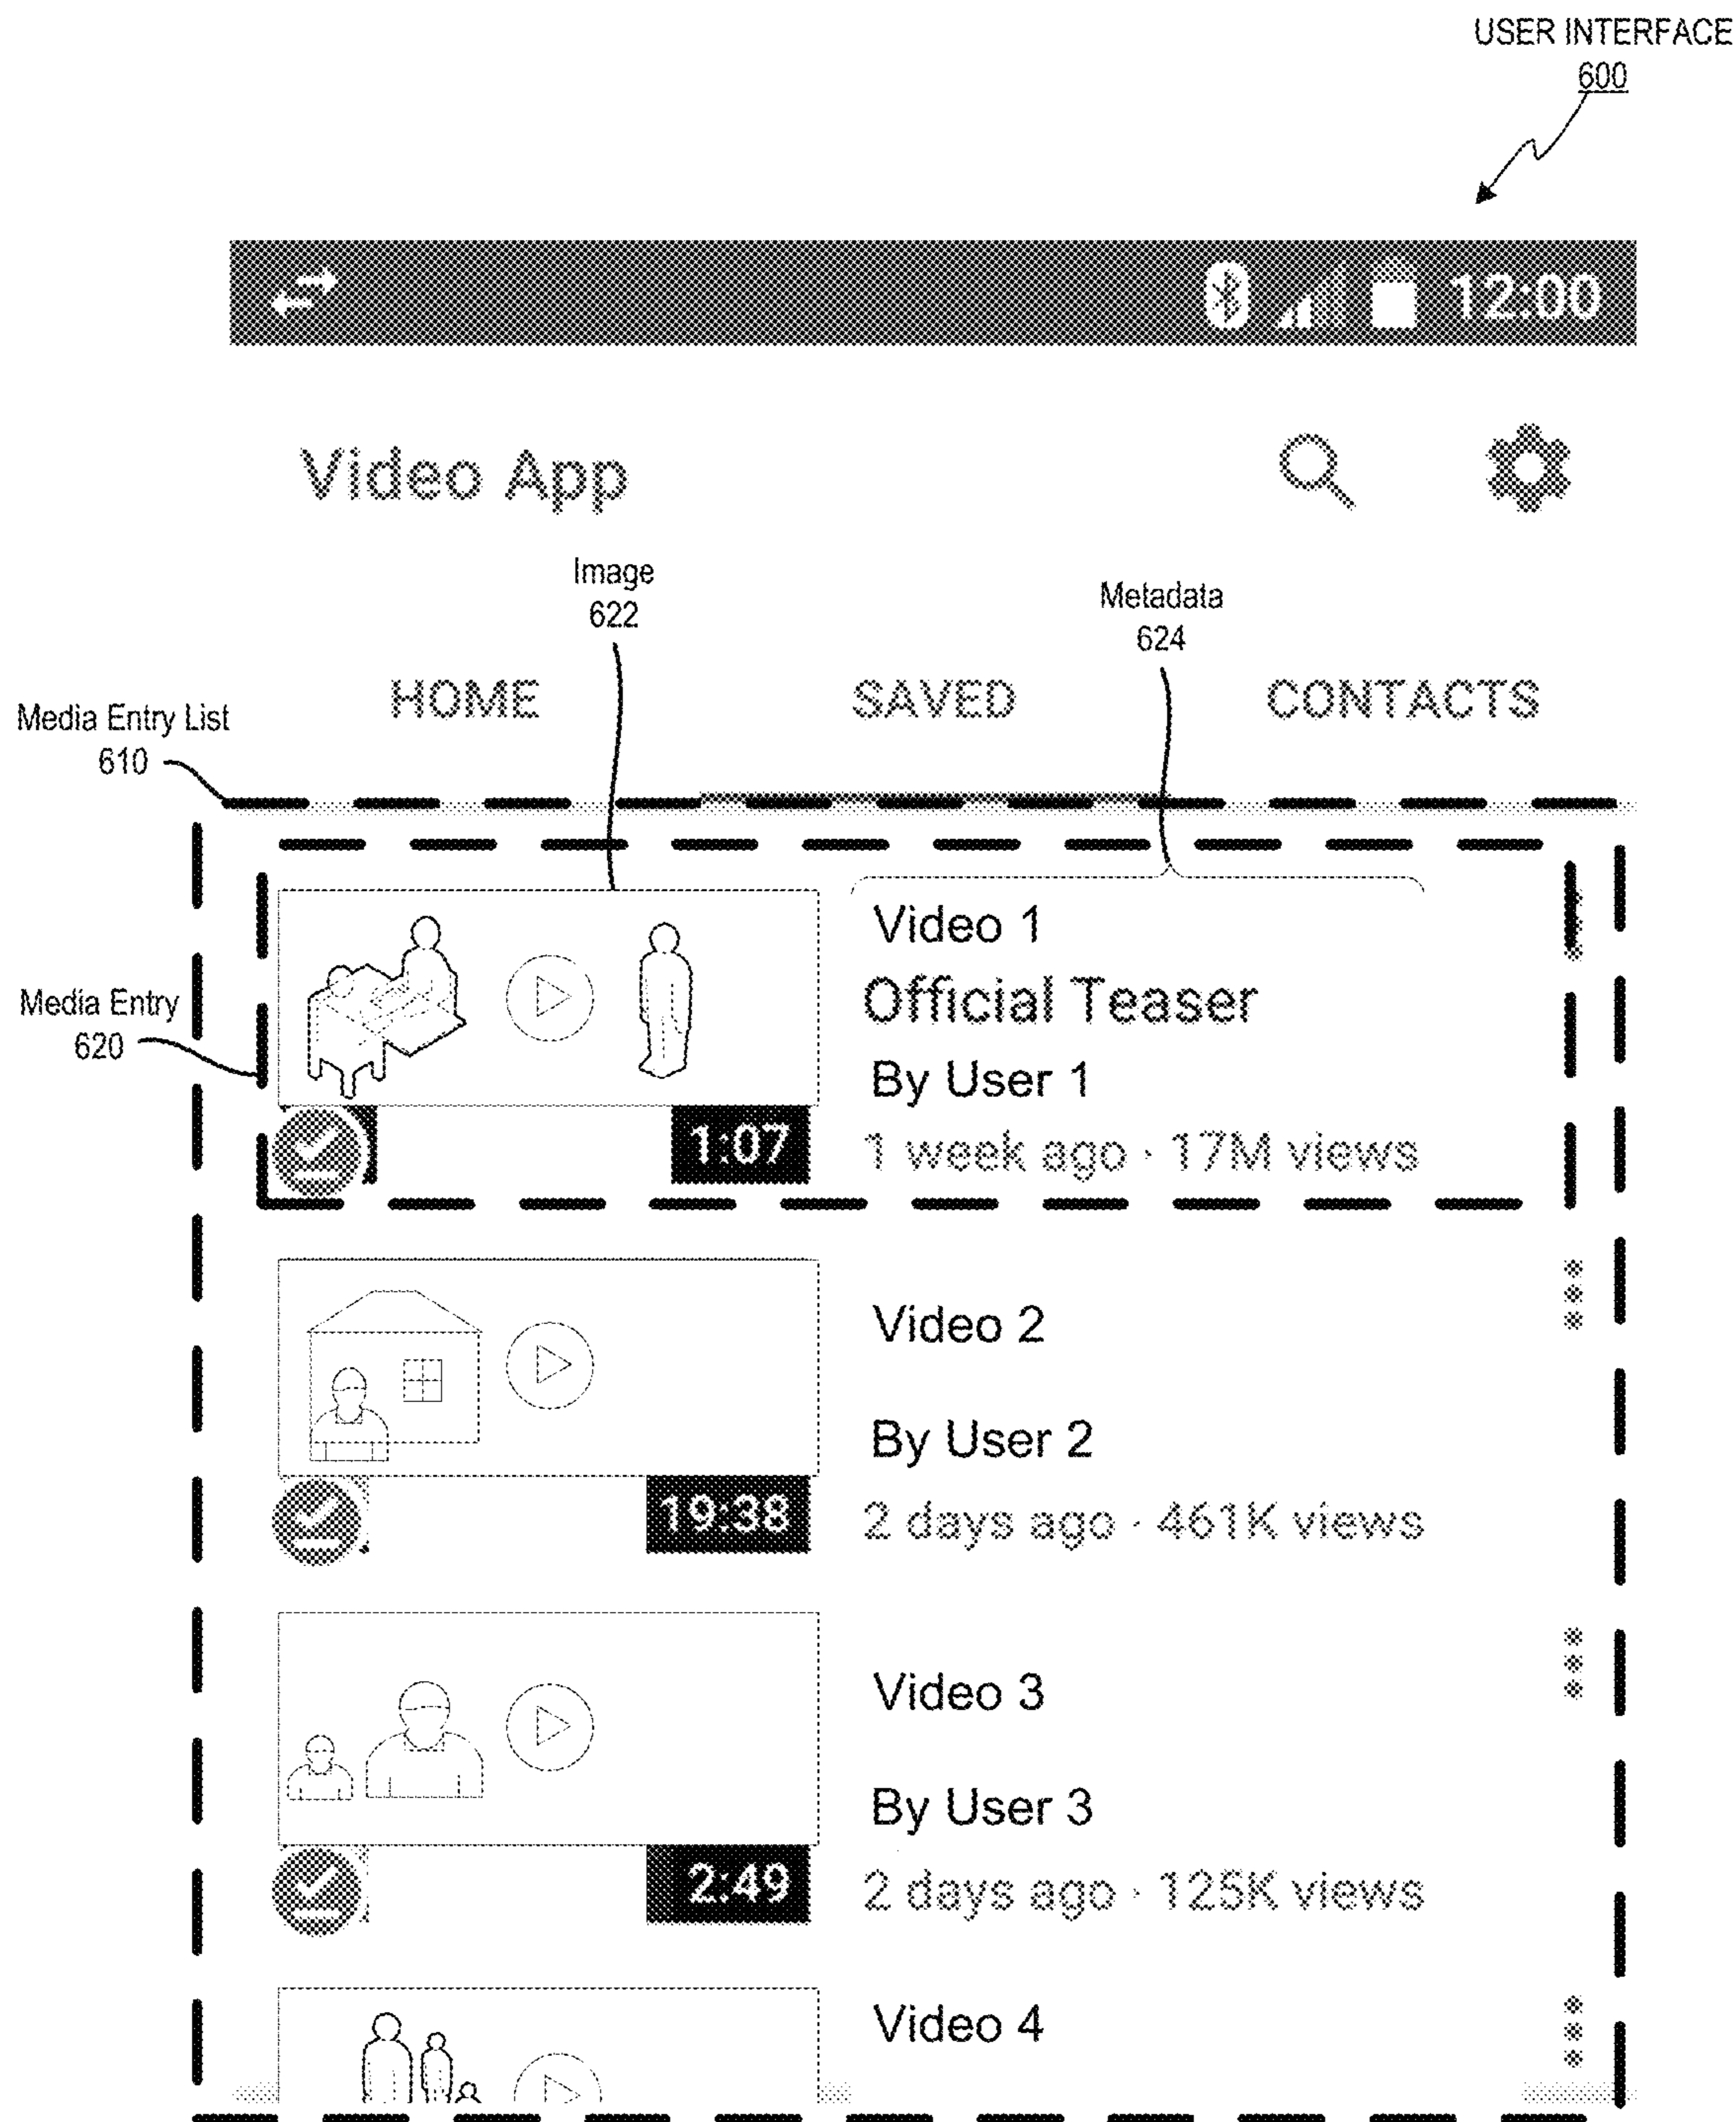 USER INTERFACE
600
12:00
Video App
Image
622
Metadata
624
HOME
SAVED
CONTACTS
Media Entry List
610
Video 1
Official Teaser
By User 1
1 week ago · 17M views
1:07
Media Entry
620
Video 2
By User 2
2 days ago · 461K views
19:38
Video 3
By User 3
2 days ago · 125K views
2:49
Video 4